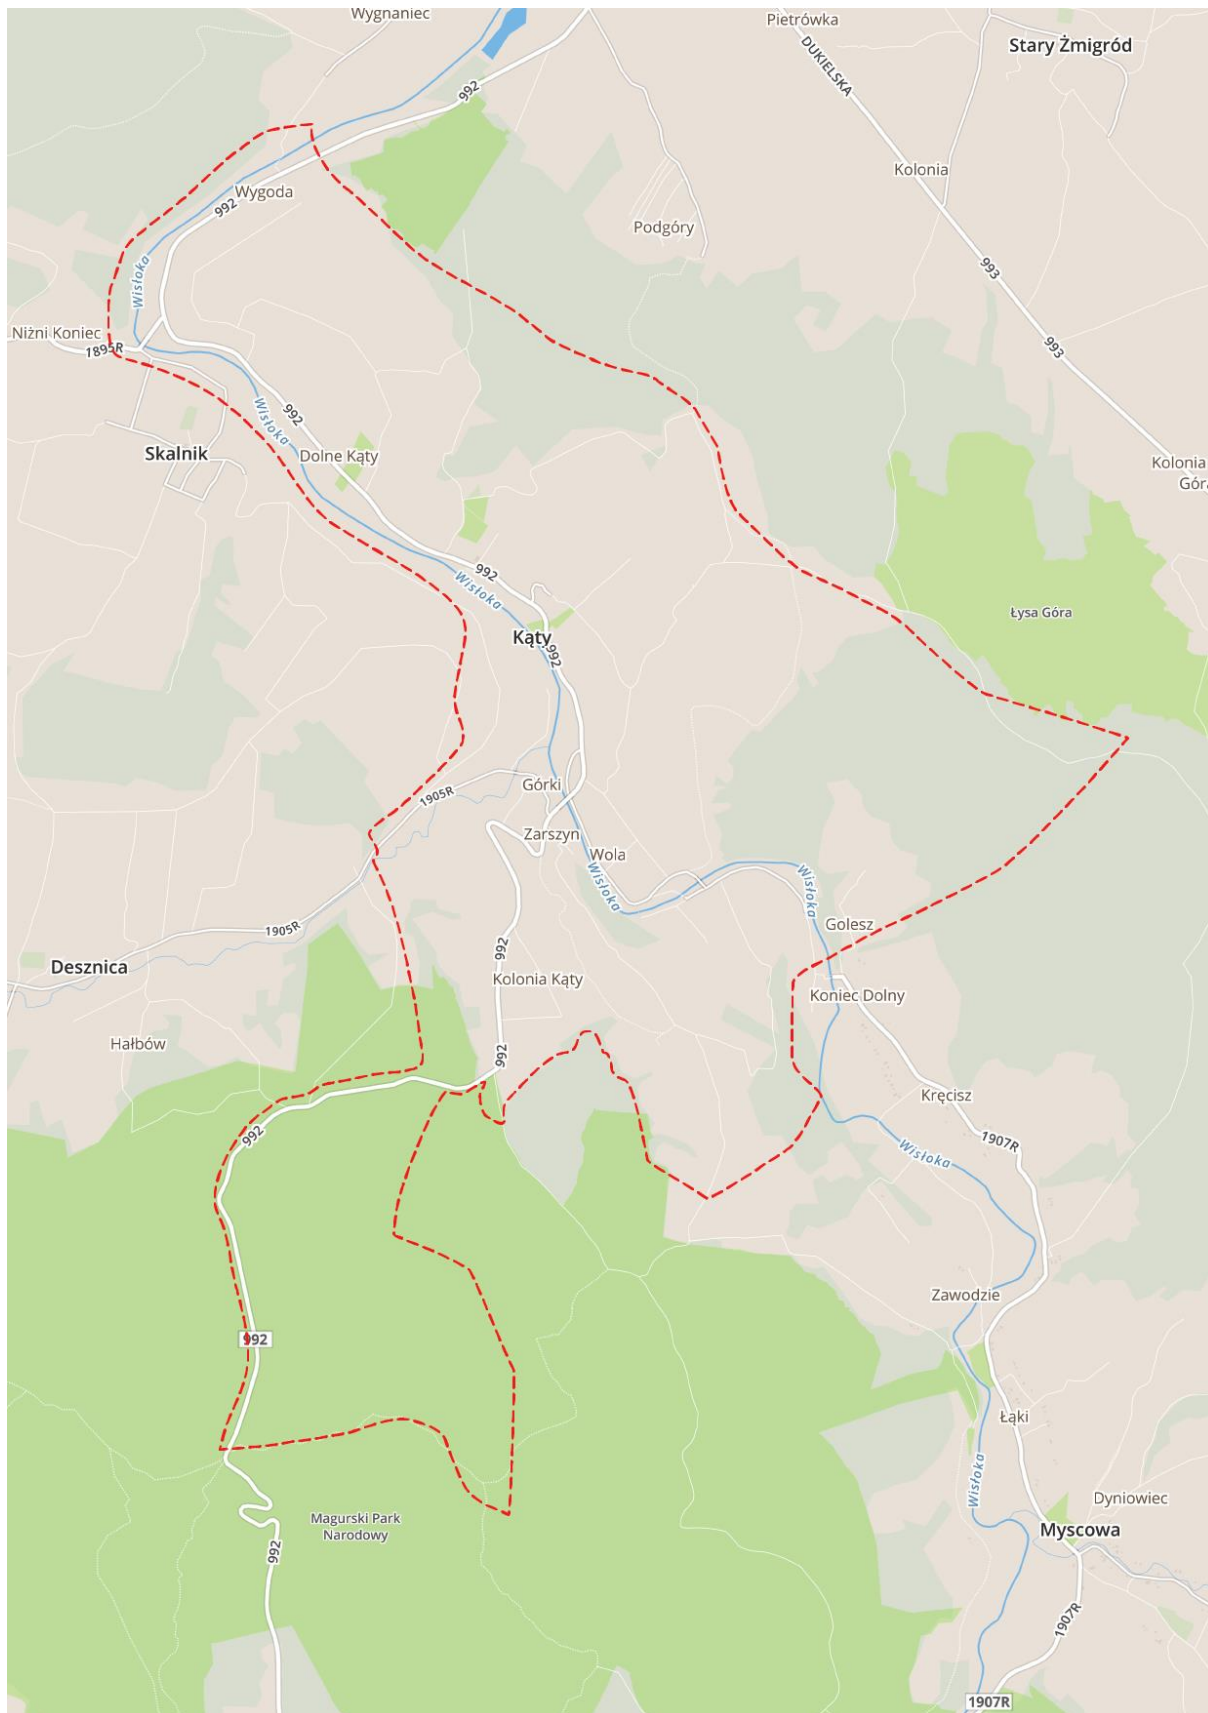 Wygnaniec
Pietrówka
Stary Żmigród
DUKIELSKA
992
Kolonia
Wygoda
992
Podgóry
Wisłoka
993
Niżni Koniec
1895R
993
992
Wisłoka
Skalnik
Dolne Kąty
Kolonia
Gór
992
Wisłoka
Łysa Góra
Kąty
992
Górki
1905R
Zarszyn
Wola
Wisłoka
Wisłoka
Golesz
1905R
992
Desznica
Kolonia Kąty
Koniec Dolny
Hałbów
992
Kręcisz
992
1907R
Wisłoka
Zawodzie
992
Łąki
Wisłoka
Dyniowiec
Magurski Park
Narodowy
Myscowa
992
1907R
1907R